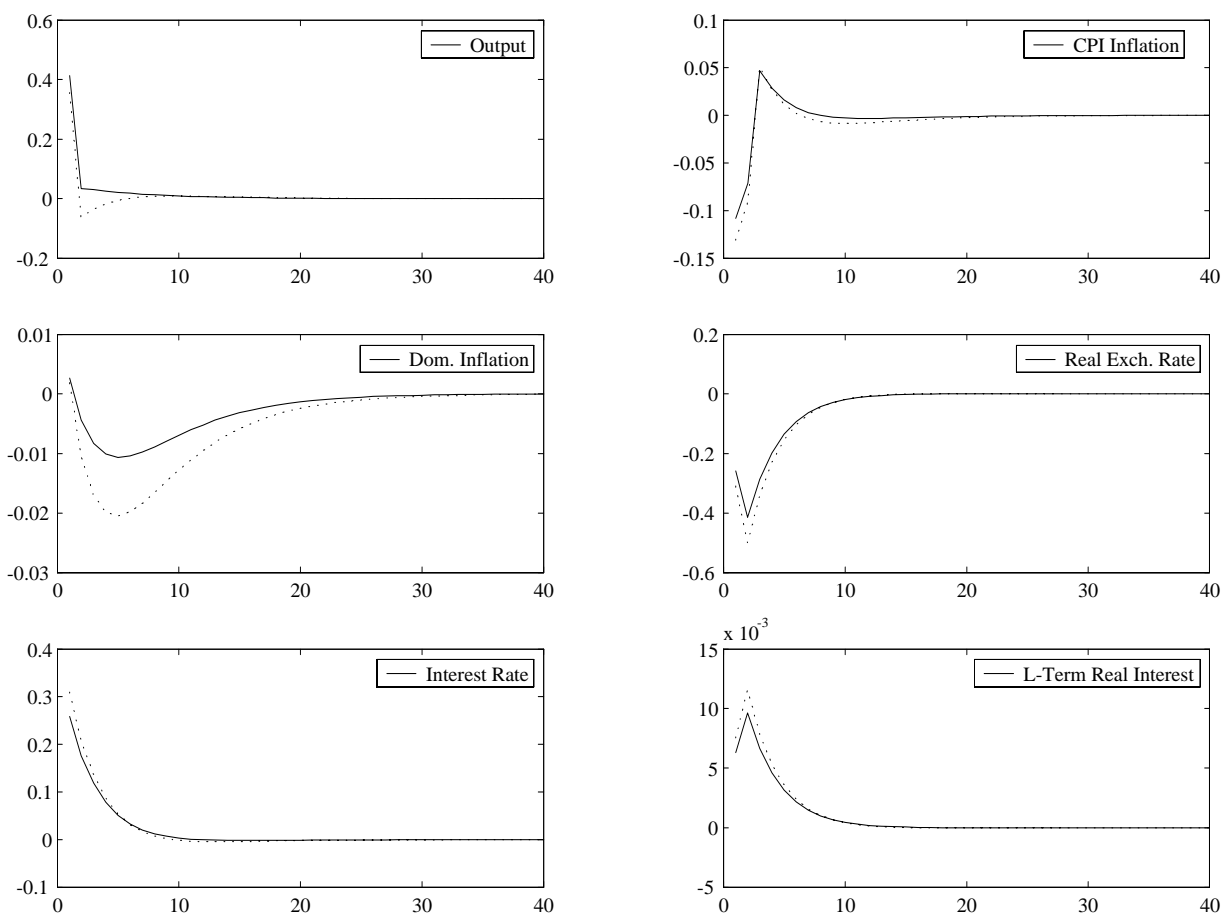 Output
0.6
0.4
0.2
0
-0.2
0 10 20 30 40
CPI Inflation
0.1
0.05
0
-0.05
-0.1
-0.15
0 10 20 30 40
Dom. Inflation
0.01
0
-0.01
-0.02
-0.03
0 10 20 30 40
Real Exch. Rate
0.2
0
-0.2
-0.4
-0.6
0 10 20 30 40
Interest Rate
0.4
0.3
0.2
0.1
0
-0.1
0 10 20 30 40
x 10-3
L-Term Real Interest
15
10
5
0
-5
0 10 20 30 40